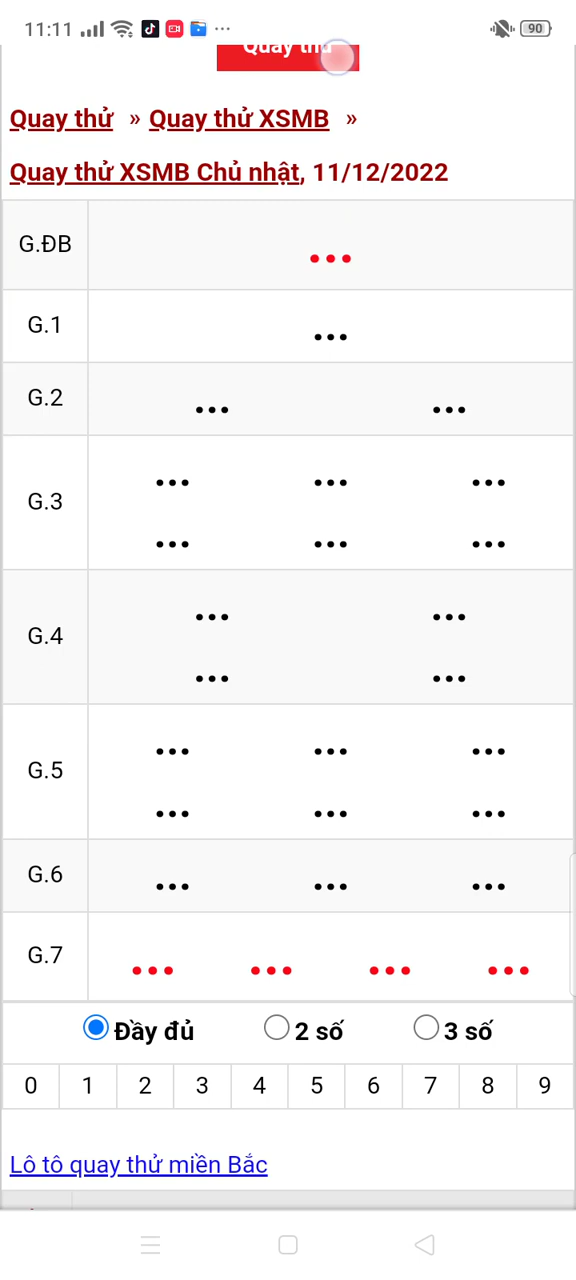 11:11 90
Quay thử
Quay thử » Quay thử XSMB »
Quay thử XSMB Chủ nhật, 11/12/2022
G.ĐB ...
G.1 ...
G.2 ... ...
G.3 ... ... ...
... ... ...
G.4 ... ...
... ...
G.5 ... ... ...
... ... ...
G.6 ... ... ...
G.7 ... ... ... ...
Đầy đủ 2 số 3 số
0 1 2 3 4 5 6 7 8 9
Lô tô quay thử miền Bắc